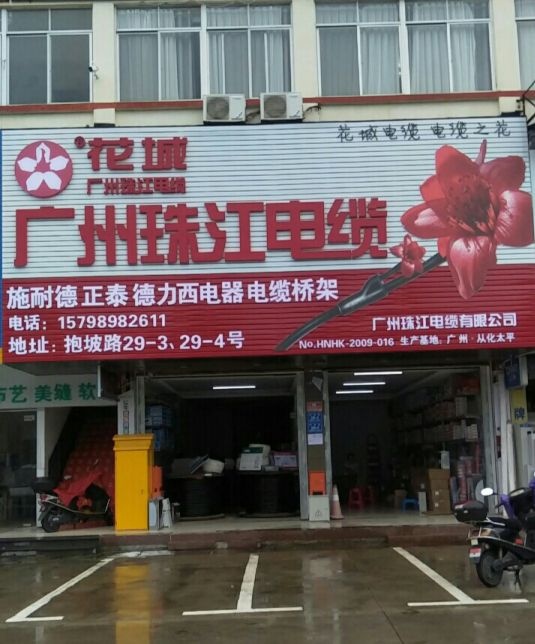 花城电缆 电缆之花
®花城
广州珠江电缆
广州珠江电缆
施耐德 正泰 德力西电器 电缆桥架
电话：15798982611
地址：抱坡路29-3、29-4号
广州珠江电缆有限公司
No.HNHK-2009-016 生产基地：广州·从化太平
布艺 美缝 软
牌